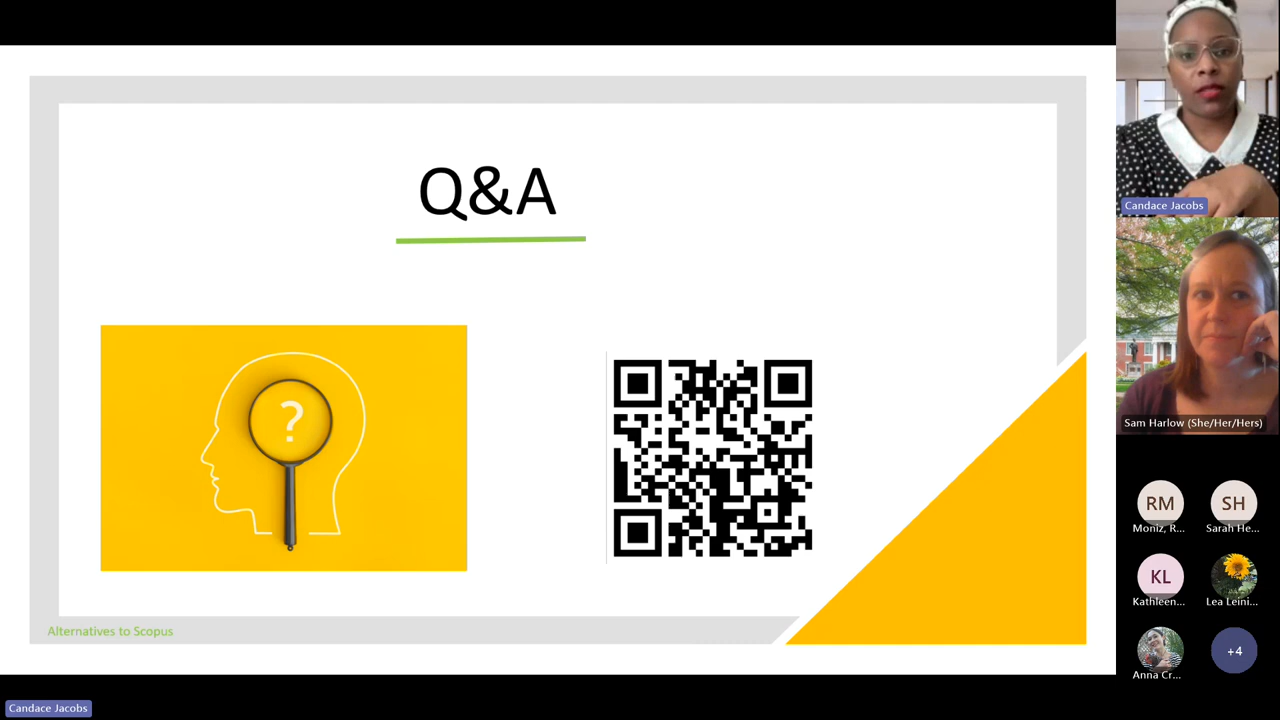 Q&A
?
Alternatives to Scopus
Candace Jacobs
Sam Harlow (She/Her/Hers)
RM
SH
Moniz, R...
Sarah He...
KL
Kathleen...
Lea Leini...
Anna Cr...
+4
Candace Jacobs